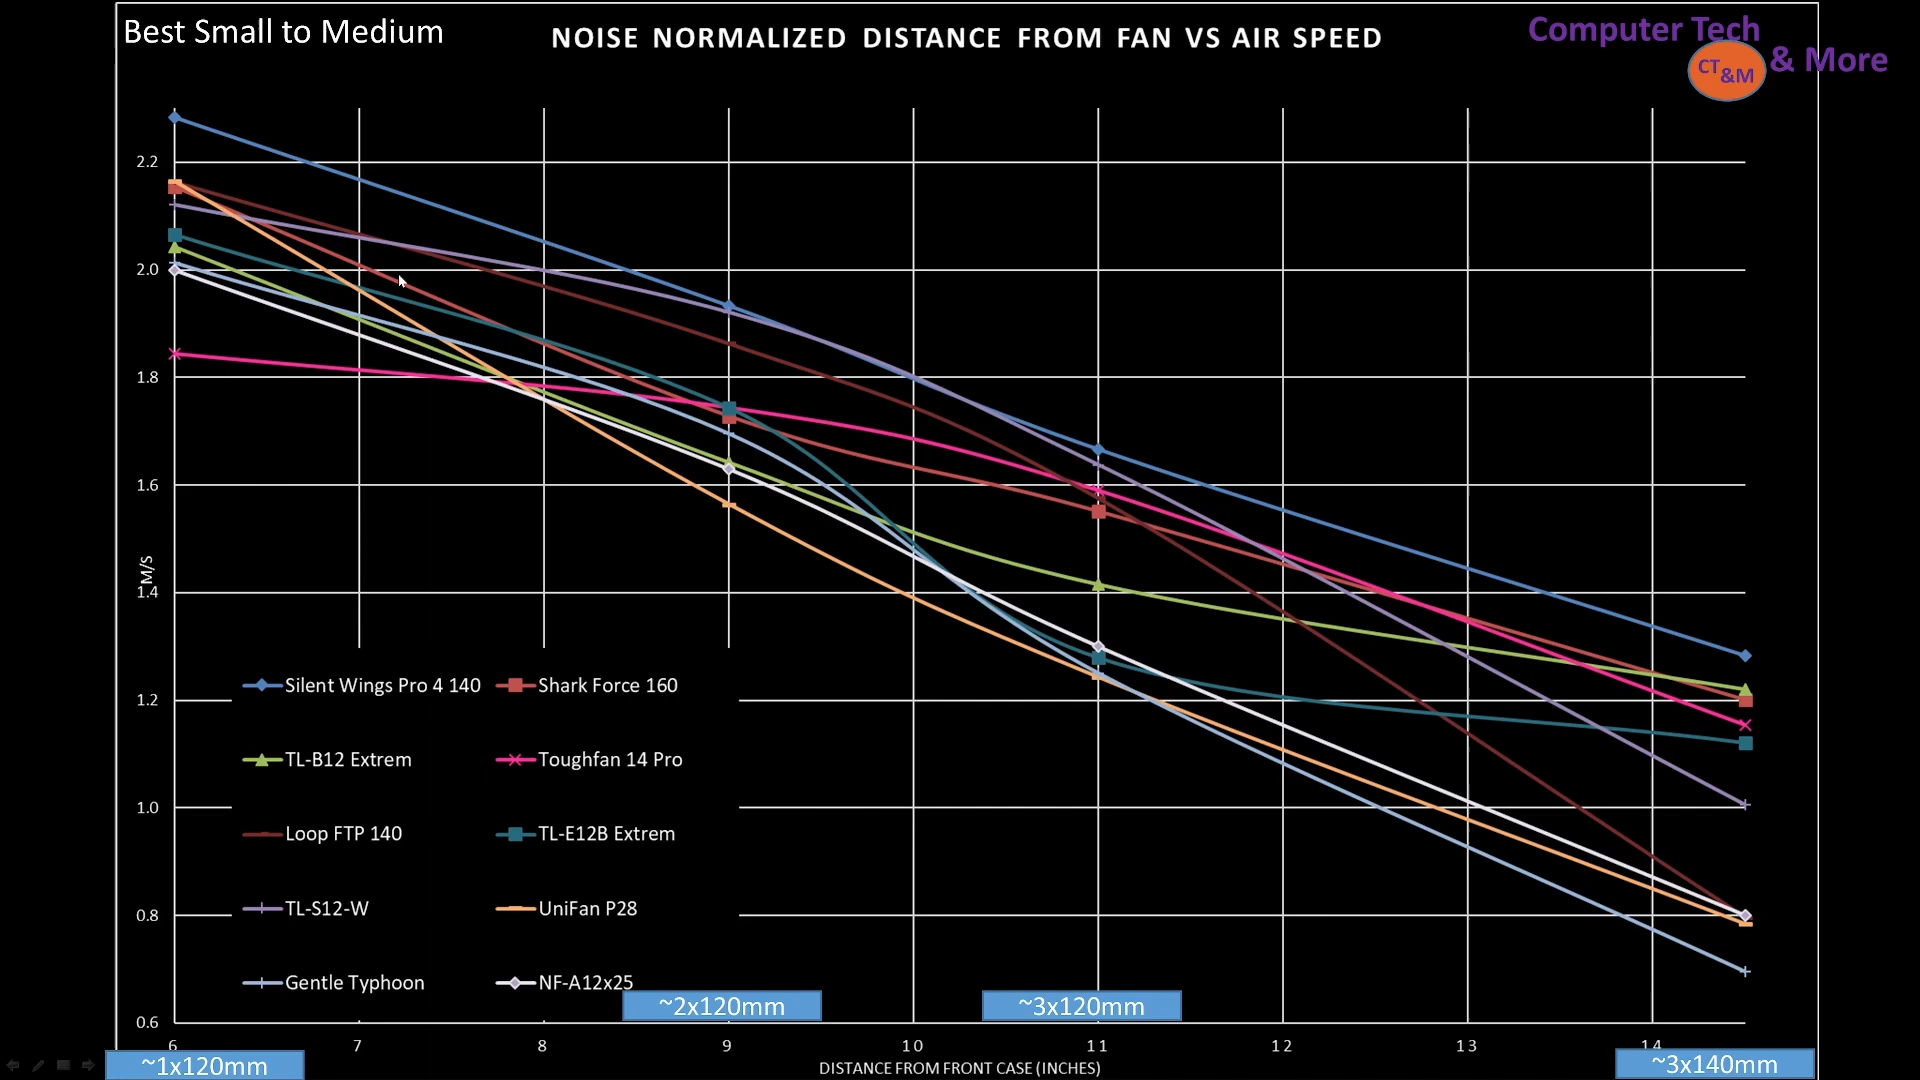 Best Small to Medium
NOISE NORMALIZED DISTANCE FROM FAN VS AIR SPEED
Computer Tech
& More
CT
&M
2.2
2.0
1.8
1.6
M/S
1.4
1.2
1.0
0.8
0.6
Silent Wings Pro 4 140
Shark Force 160
TL-B12 Extrem
Toughfan 14 Pro
Loop FTP 140
TL-E12B Extrem
TL-S12-W
UniFan P28
Gentle Typhoon
NF-A12x25
~2x120mm
~3x120mm
6 7 8 9 10 11 12 13 14
~1x120mm
DISTANCE FROM FRONT CASE (INCHES)
~3x140mm